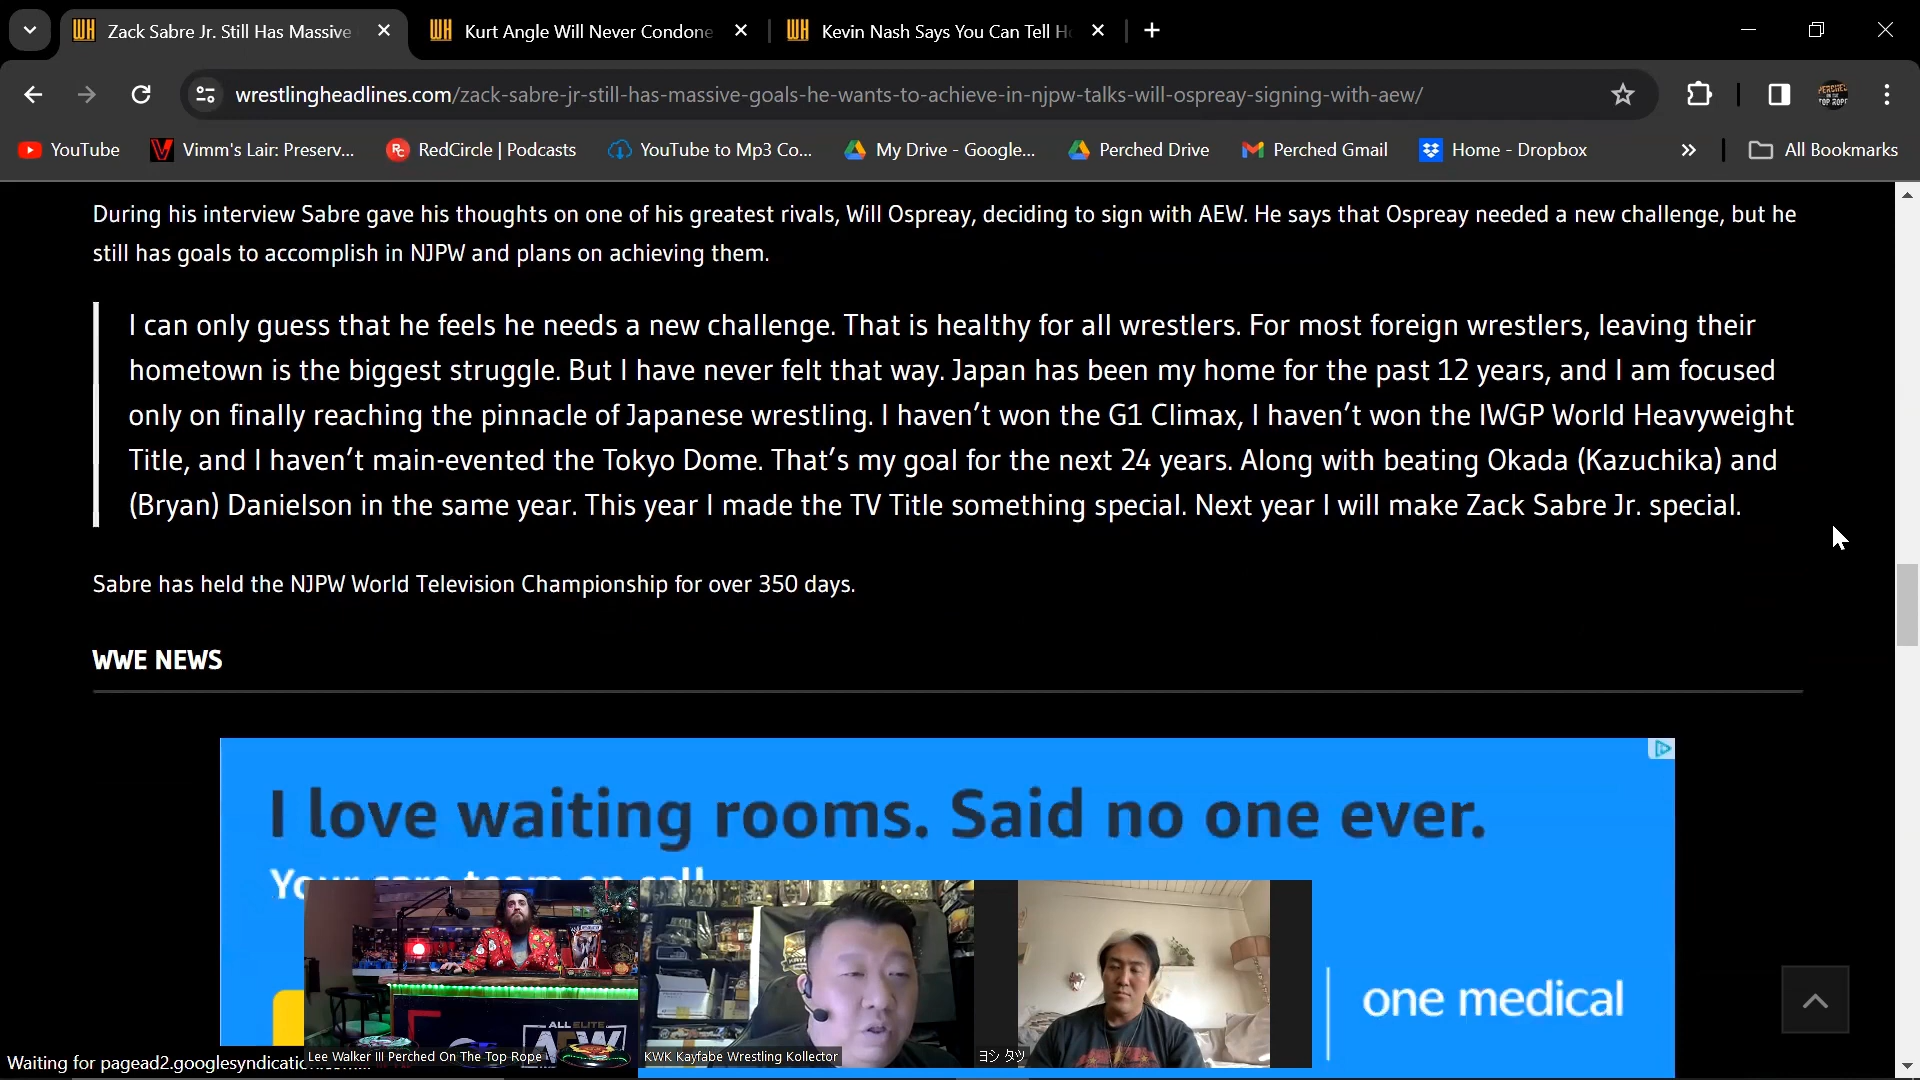 Zack Sabre Jr. Still Has Massive
Kurt Angle Will Never Condone
Kevin Nash Says You Can Tell H
wrestlingheadlines.com/zack-sabre-jr-still-has-massive-goals-he-wants-to-achieve-in-njpw-talks-will-ospreay-signing-with-aew/
YouTube
Vimm's Lair: Preserv...
RedCircle | Podcasts
YouTube to Mp3 Co...
My Drive - Google...
Perched Drive
Perched Gmail
Home - Dropbox
All Bookmarks
During his interview Sabre gave his thoughts on one of his greatest rivals, Will Ospreay, deciding to sign with AEW. He says that Ospreay needed a new challenge, but he
still has goals to accomplish in NJPW and plans on achieving them.
I can only guess that he feels he needs a new challenge. That is healthy for all wrestlers. For most foreign wrestlers, leaving their
hometown is the biggest struggle. But I have never felt that way. Japan has been my home for the past 12 years, and I am focused
only on finally reaching the pinnacle of Japanese wrestling. I haven't won the G1 Climax, I haven't won the IWGP World Heavyweight
Title, and I haven't main-evented the Tokyo Dome. That's my goal for the next 24 years. Along with beating Okada (Kazuchika) and
(Bryan) Danielson in the same year. This year I made the TV Title something special. Next year I will make Zack Sabre Jr. special.
Sabre has held the NJPW World Television Championship for over 350 days.
WWE NEWS
I love waiting rooms. Said no one ever.
Your care team on call
one medical
ALL ELITE
AEW
Lee Walker III Perched On The Top Rope
KWK Kayfabe Wrestling Kollector
ヨシ タツ
Waiting for pagead2.googlesyndicatio